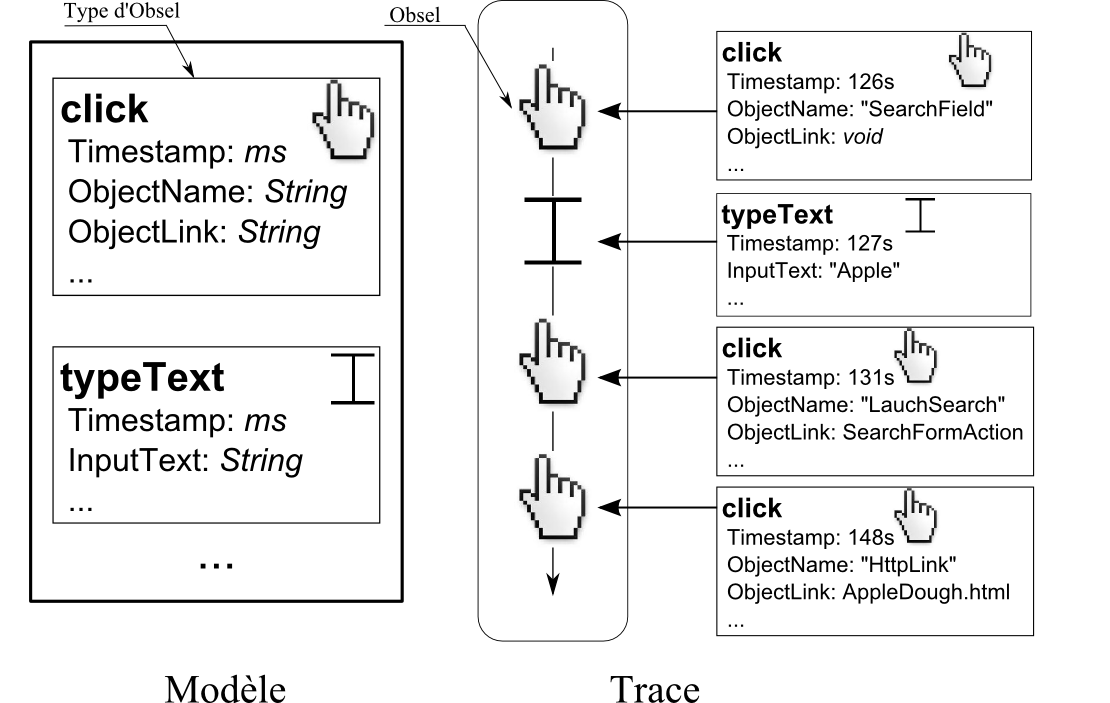 Type d'Obsel
click
Timestamp: ms
ObjectName: String
ObjectLink: String
...
typeText
Timestamp: ms
InputText: String
...
...
Modèle
Obsel
Trace
click
Timestamp: 126s
ObjectName: "SearchField"
ObjectLink: void
...
typeText
Timestamp: 127s
InputText: "Apple"
...
click
Timestamp: 131s
ObjectName: "LauchSearch"
ObjectLink: SearchFormAction
...
click
Timestamp: 148s
ObjectName: "HttpLink"
ObjectLink: AppleDough.html
...